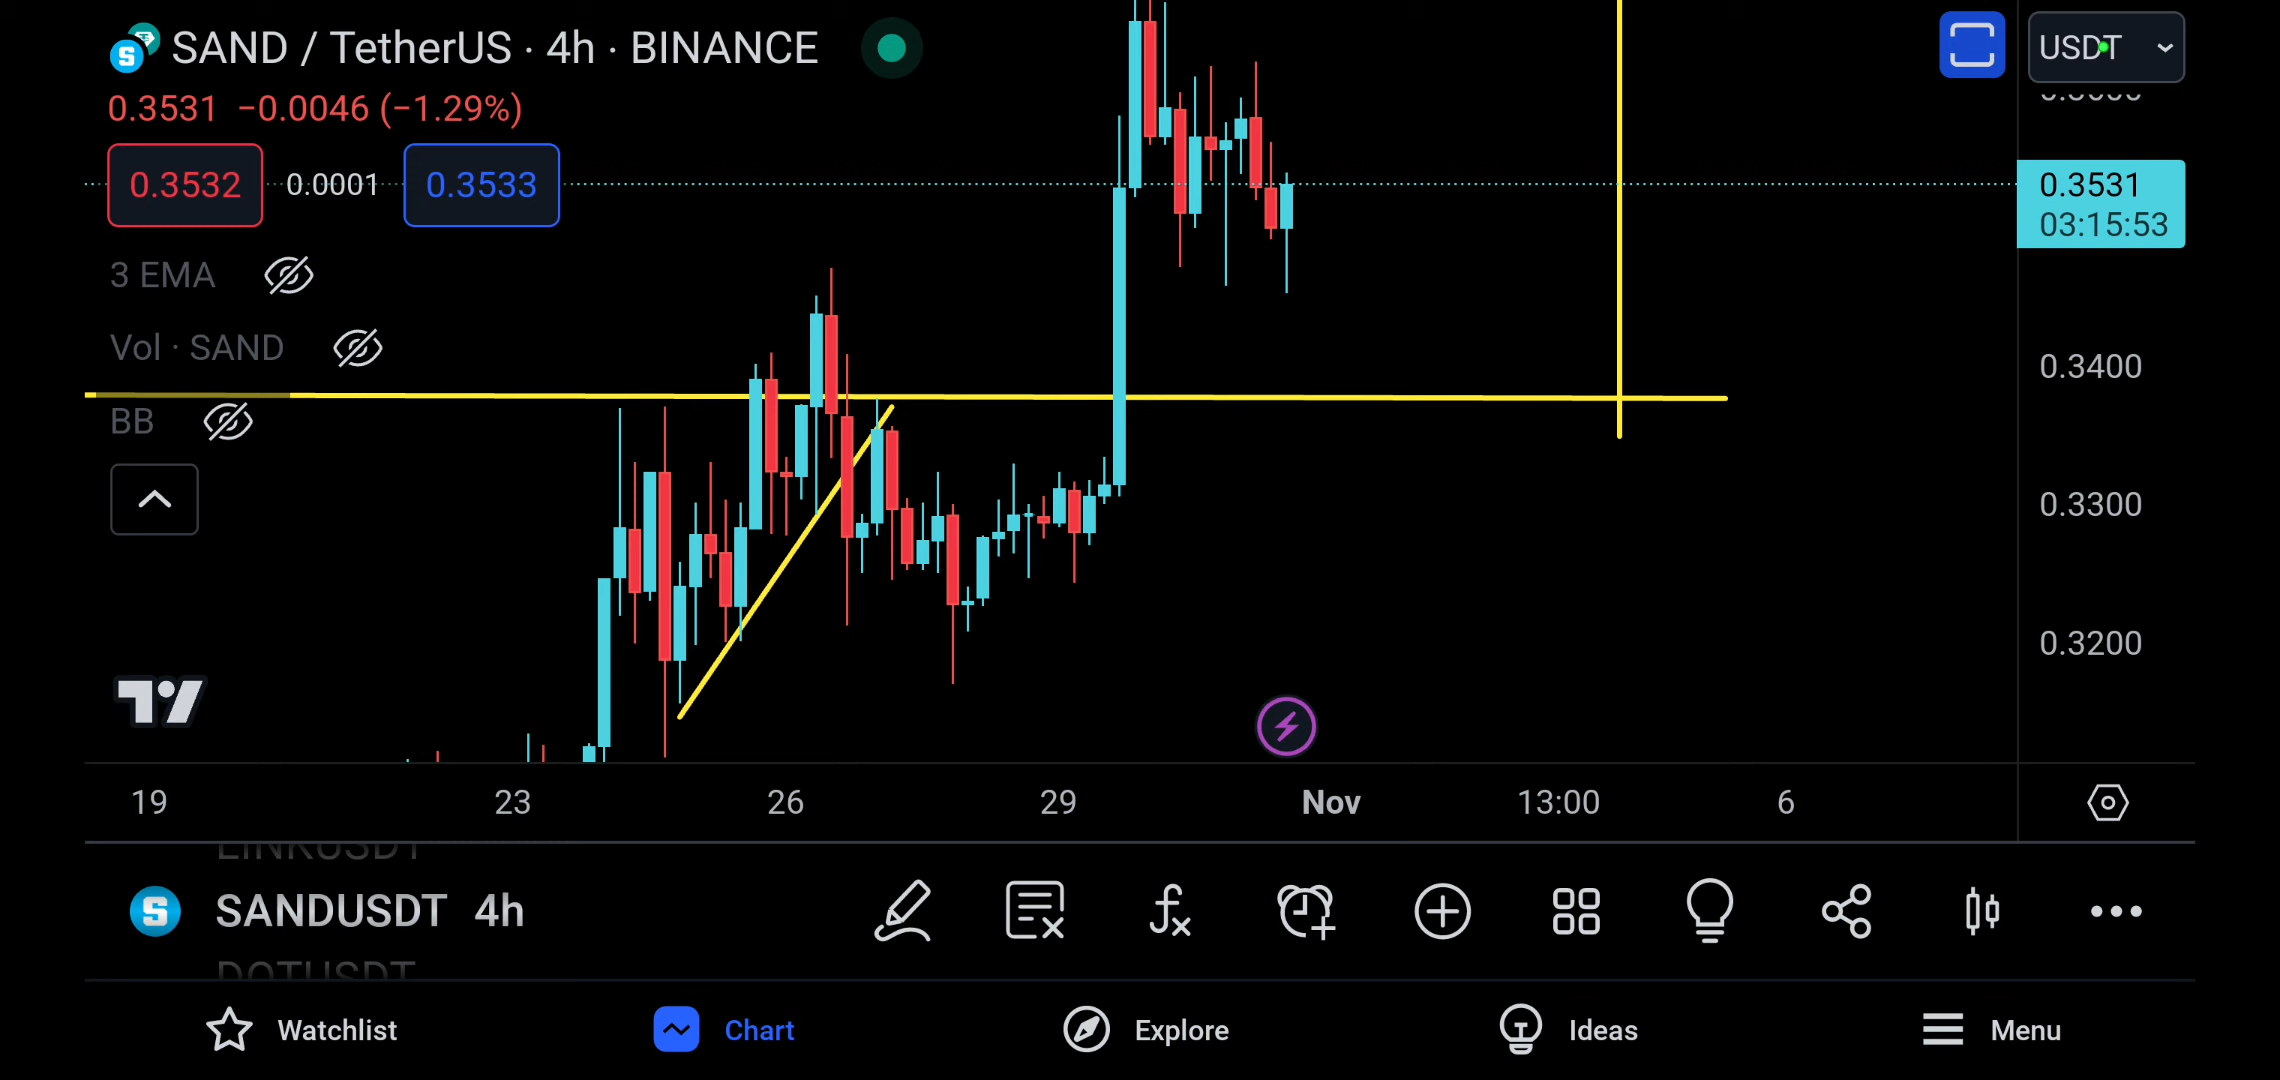 SAND / TetherUS · 4h · BINANCE
USDT
0.3531 −0.0046 (−1.29%)
0.3532 0.0001 0.3533
0.3531
03:15:53
3 EMA
Vol · SAND
BB
0.3400
0.3300
0.3200
19 23 26 29 Nov 13:00 6
LINKUSDT
SANDUSDT 4h
DOTUSDT
Watchlist Chart Explore Ideas Menu